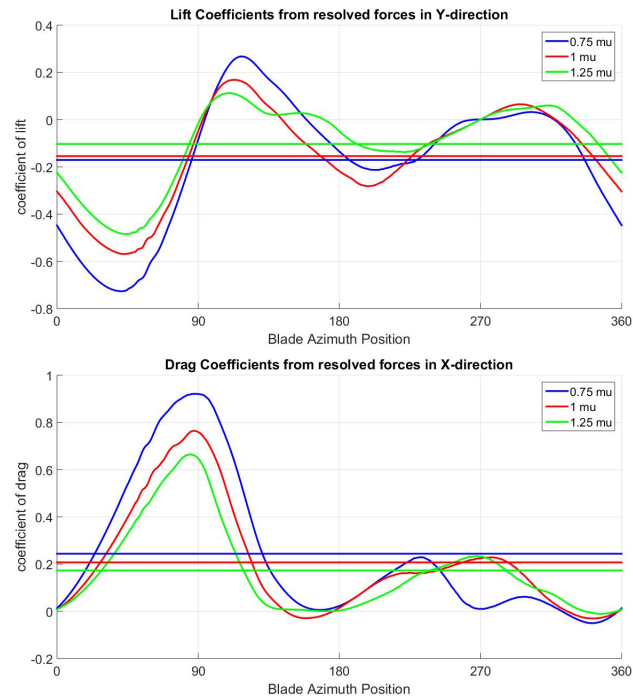 Lift Coefficients from resolved forces in Y-direction
0.4
0.2
0
-0.2
-0.4
-0.6
-0.8
coefficient of lift
0.75 mu
1 mu
1.25 mu
0 90 180 270 360
Blade Azimuth Position
Drag Coefficients from resolved forces in X-direction
1
0.8
0.6
0.4
0.2
0
-0.2
coefficient of drag
0.75 mu
1 mu
1.25 mu
0 90 180 270 360
Blade Azimuth Position